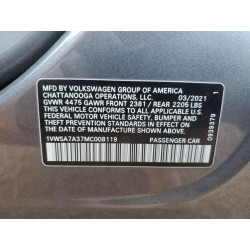 MFD BY VOLKSWAGEN GROUP OF AMERICA
CHATTANOOGA OPERATIONS, LLC. 03/2021
GVWR 4475 GAWR FRONT 2381 / REAR 2205 LBS
THIS VEHICLE CONFORMS TO ALL APPLICABLE FEDERAL
MOTOR VEHICLE SAFETY, BUMPER, AND
THEFT PREVENTION STANDARDS IN EFFECT ON
THE DATE OF MANUFACTURE SHOWN ABOVE.
1VWSA7A37MC008119 PASSENGER CAR
0939379 1